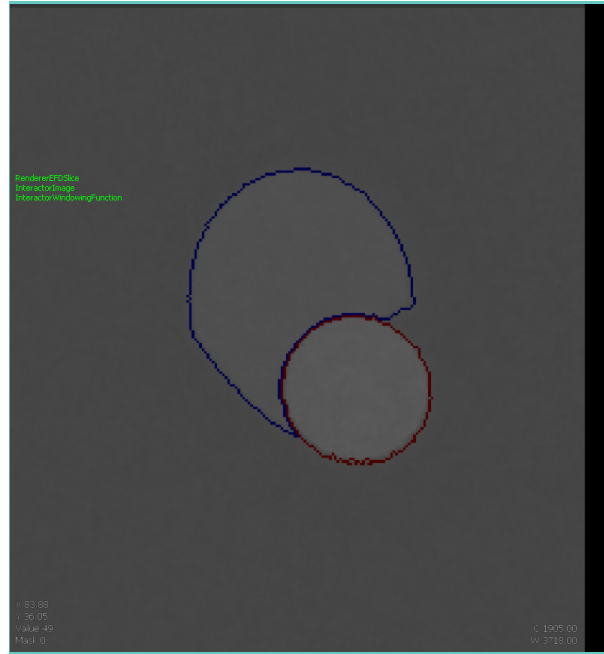 RendererEFDSlice
InteractorImage
InteractorWindowingFunction
X 83.88
Y 36.05
Value 49
Mask 0
C 1905.00
W 3718.00